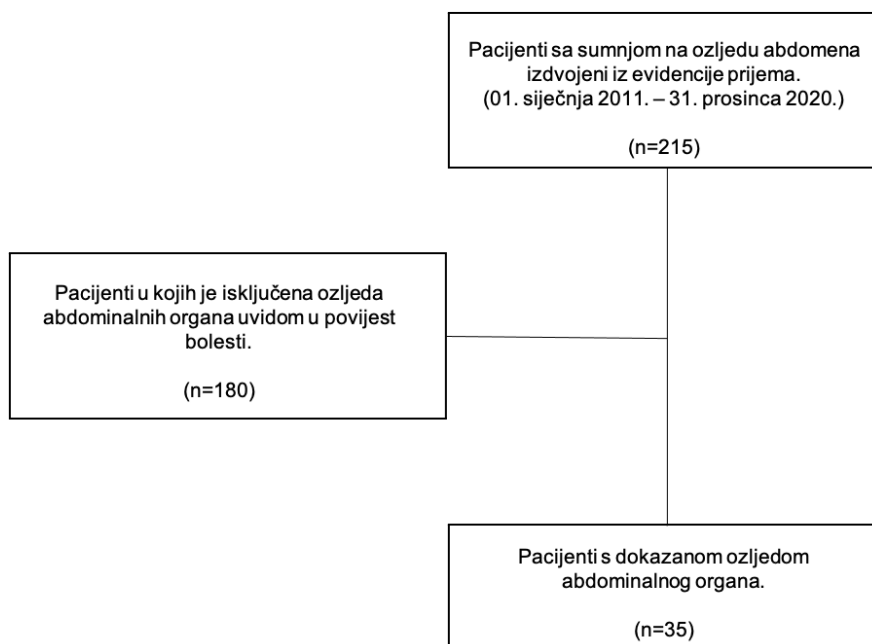 Pacijenti sa sumnjom na ozljedu abdomena
izdvojeni iz evidencije prijema.
(01. siječnja 2011. – 31. prosinca 2020.)
(n=215)
Pacijenti u kojih je isključena ozljeda
abdominalnih organa uvidom u povijest
bolesti.
(n=180)
Pacijenti s dokazanom ozljedom
abdominalnog organa.
(n=35)